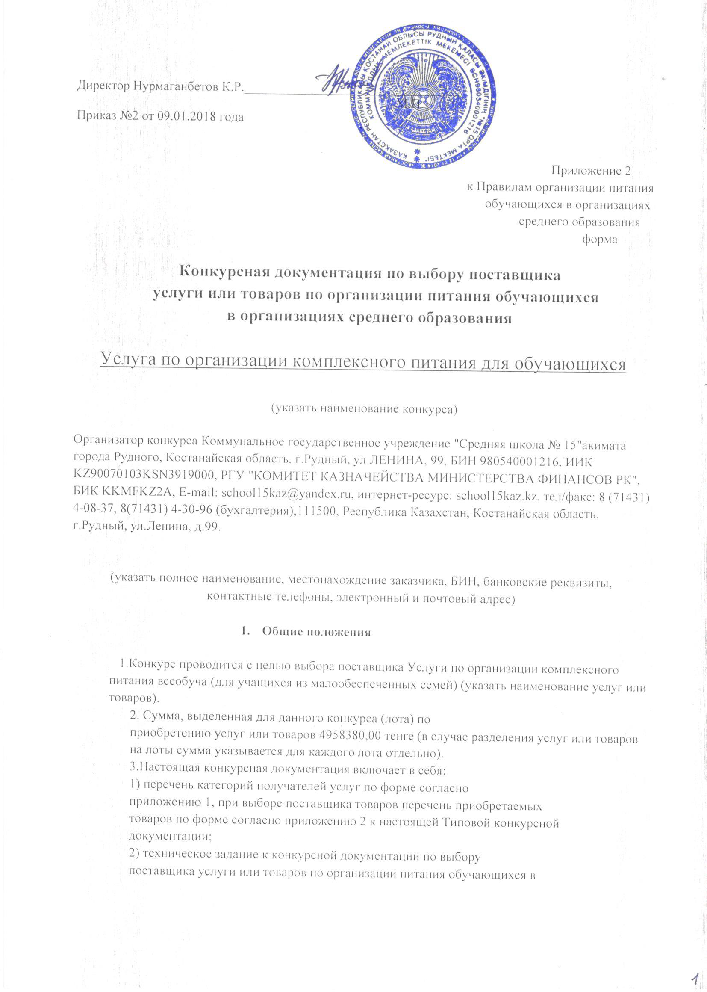 Директор Нурмаганбетов К.Р.
Приказ №2 от 09.01.2018 года
Приложение 2
к Правилам организации питания
обучающихся в организациях
среднего образования
форма
Конкурсная документация по выбору поставщика
услуги или товаров по организации питания обучающихся
в организациях среднего образования
Услуга по организации комплексного питания для обучающихся
(указать наименование конкурса)
Организатор конкурса Коммунальное государственное учреждение "Средняя школа № 15"акимата
города Рудного, Костанайская область, г.Рудный, ул ЛЕНИНА, 99, БИН 980540001216, ИИК
KZ90070103KSN3919000, РГУ "КОМИТЕТ КАЗНАЧЕЙСТВА МИНИСТЕРСТВА ФИНАНСОВ РК",
БИК KKMFKZ2A, E-mail: school15kaz@yandex.ru, интернет-ресурс: school15kaz.kz, тел/факс: 8 (71431)
4-08-37, 8(71431) 4-30-96 (бухгалтерия),111500, Республика Казахстан, Костанайская область,
г.Рудный, ул.Ленина, д.99.
(указать полное наименование, местонахождение заказчика, БИН, банковские реквизиты,
контактные телефоны, электронный и почтовый адрес)
1. Общие положения
1.Конкурс проводится с целью выбора поставщика Услуги по организации комплексного
питания всеобуча (для учащихся из малообеспеченных семей) (указать наименование услуг или
товаров).
2. Сумма, выделенная для данного конкурса (лота) по
приобретению услуг или товаров 4958380,00 тенге (в случае разделения услуг или товаров
на лоты сумма указывается для каждого лота отдельно).
3.Настоящая конкурсная документация включает в себя:
1) перечень категорий получателей услуг по форме согласно
приложению 1, при выборе поставщика товаров перечень приобретаемых
товаров по форме согласно приложению 2 к настоящей Типовой конкурсной
документации;
2) техническое задание к конкурсной документации по выбору
поставщика услуги или товаров по организации питания обучающихся в
1